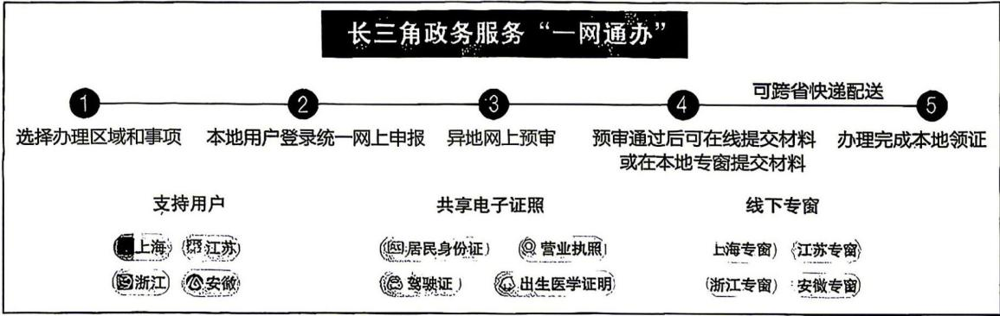 长三角政务服务“一网通办”
可跨省快递配送
1 2 3 4 5
选择办理区域和事项 本地用户登录统一网上申报 异地网上预审 预审通过后可在线提交材料 办理完成本地领证
或在本地专窗提交材料
支持用户 共享电子证照 线下专窗
上海 江苏 居民身份证 营业执照 上海专窗 江苏专窗
浙江 安徽 驾驶证 出生医学证明 浙江专窗 安徽专窗